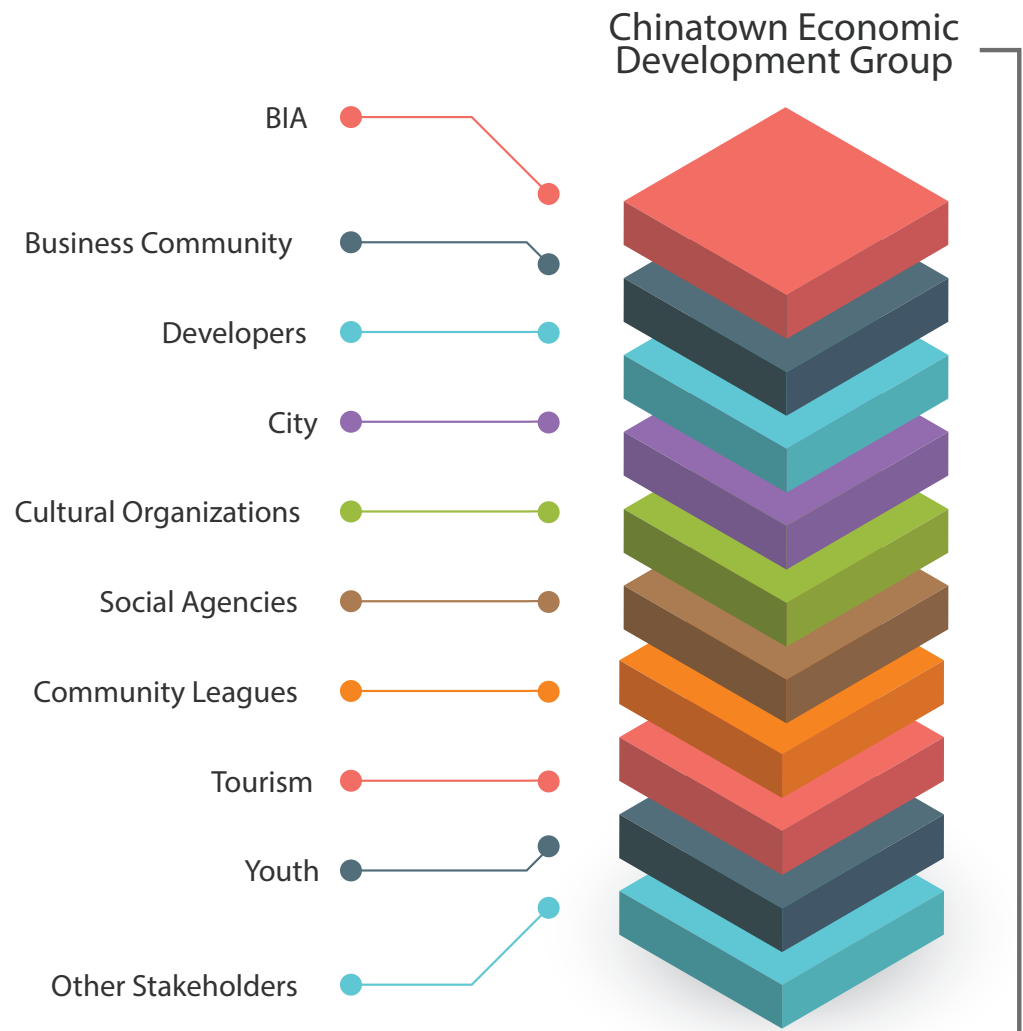 Chinatown Economic
Development Group
BIA
Business Community
Developers
City
Cultural Organizations
Social Agencies
Community Leagues
Tourism
Youth
Other Stakeholders